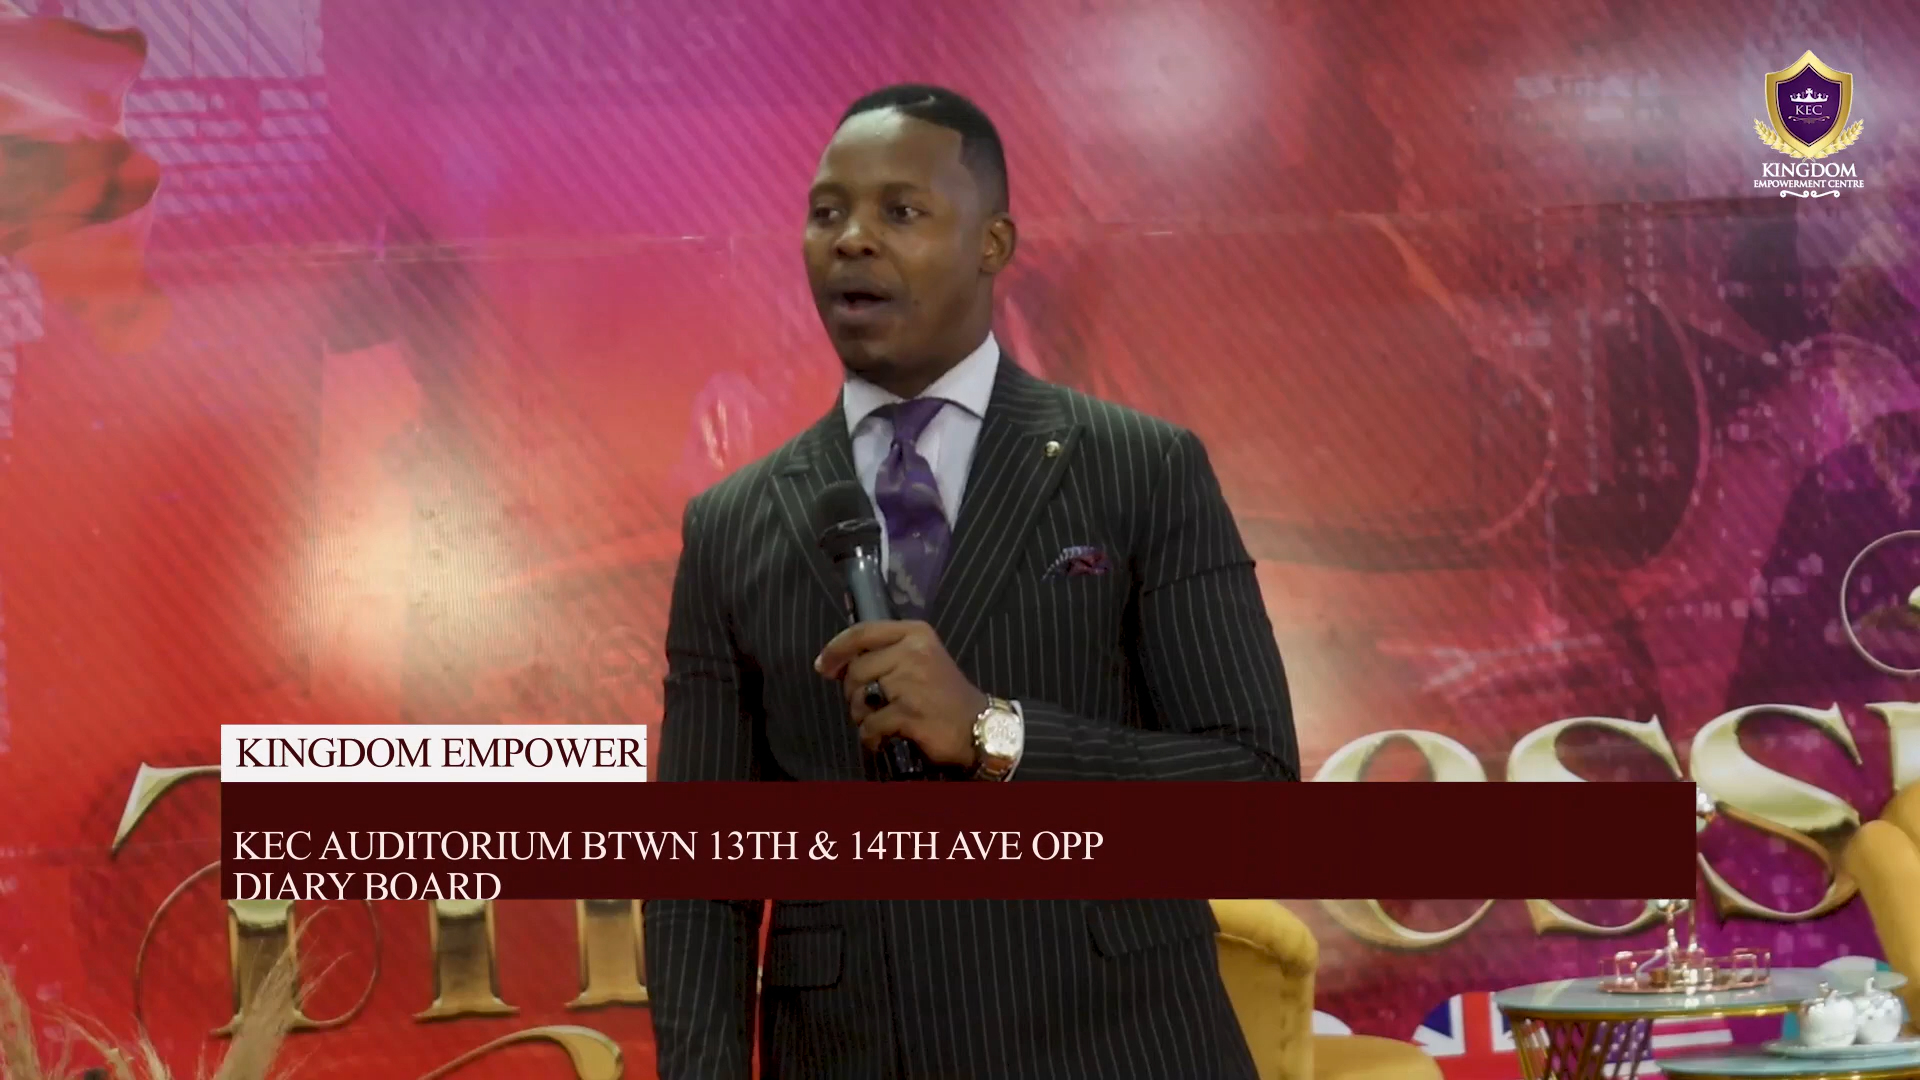 KEC
KINGDOM
EMPOWERMENT CENTRE
KINGDOM EMPOWER
KEC AUDITORIUM BTWN 13TH & 14TH AVE OPP
DIARY BOARD